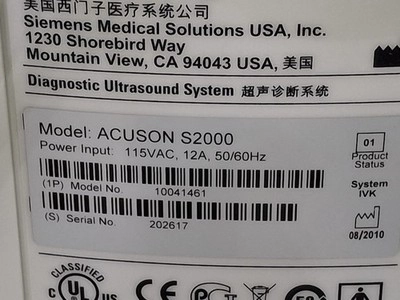 美国西门子医疗系统公司
Siemens Medical Solutions USA, Inc.
1230 Shorebird Way
Mountain View, CA 94043 USA, 美国
Diagnostic Ultrasound System 超声诊断系统
Model: ACUSON S2000
Power Input: 115VAC, 12A, 50/60Hz
(1P) Model No. 10041461
(S) Serial No. 202617
01
Product
Status
System
IVK
08/2010
CLASSIFIED
UL
CE